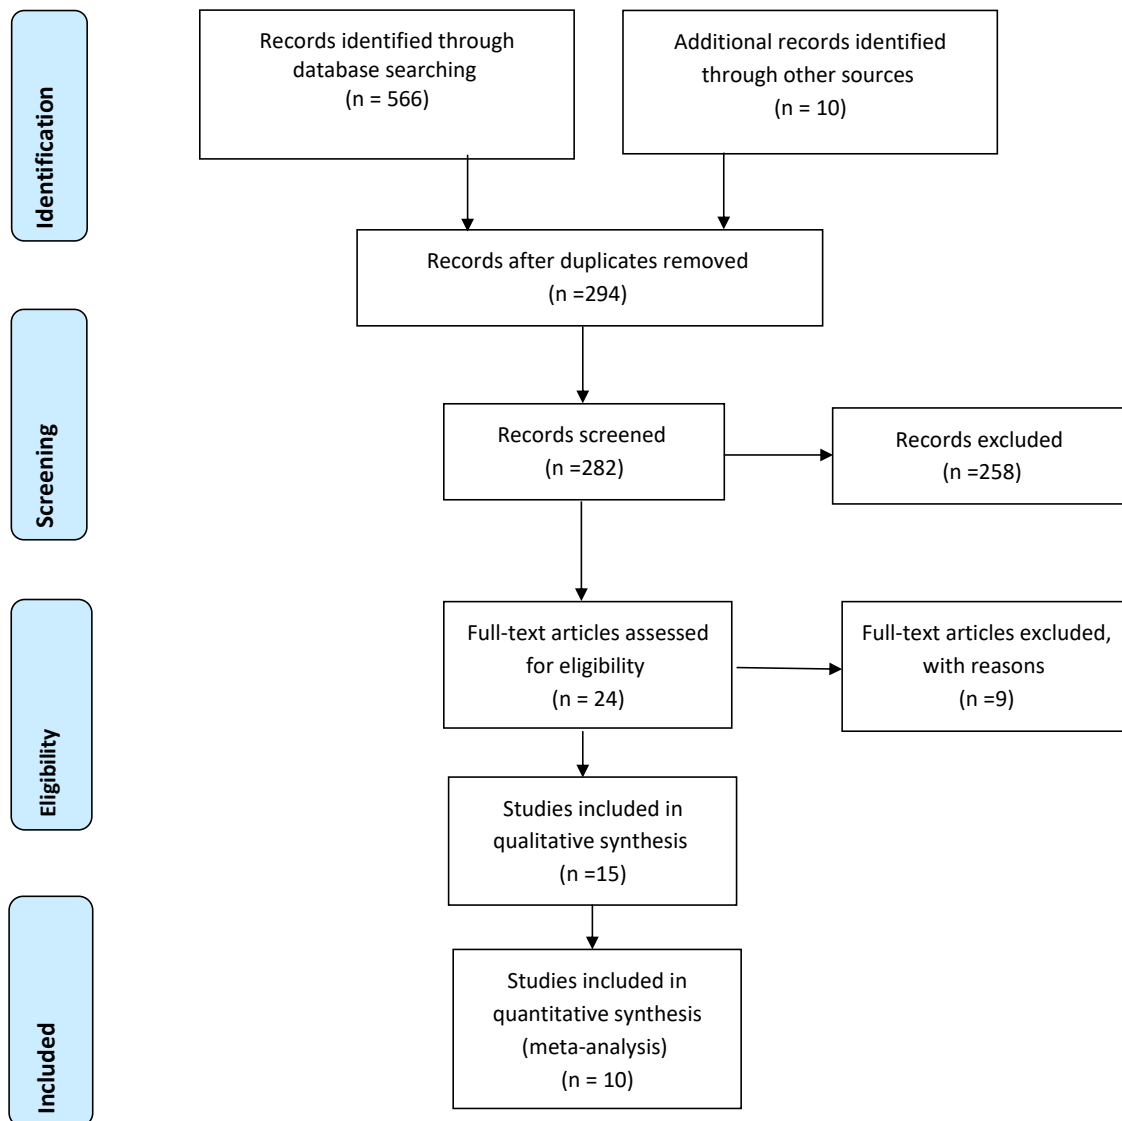 Identification
Records identified through
database searching
(n = 566)
Additional records identified
through other sources
(n = 10)
Records after duplicates removed
(n =294)
Screening
Records screened
(n =282)
Records excluded
(n =258)
Eligibility
Full-text articles assessed
for eligibility
(n = 24)
Full-text articles excluded,
with reasons
(n =9)
Studies included in
qualitative synthesis
(n =15)
Included
Studies included in
quantitative synthesis
(meta-analysis)
(n = 10)